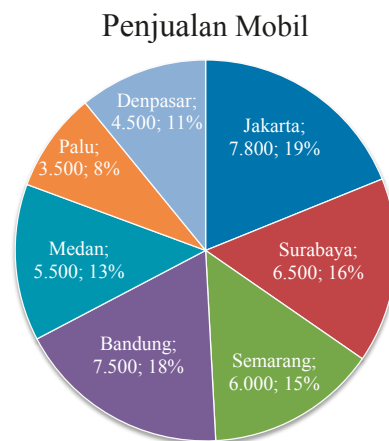 Penjualan Mobil
Denpasar;
4.500; 11%
Jakarta;
7.800; 19%
Palu;
3.500; 8%
Medan;
5.500; 13%
Surabaya;
6.500; 16%
Bandung;
7.500; 18%
Semarang;
6.000; 15%